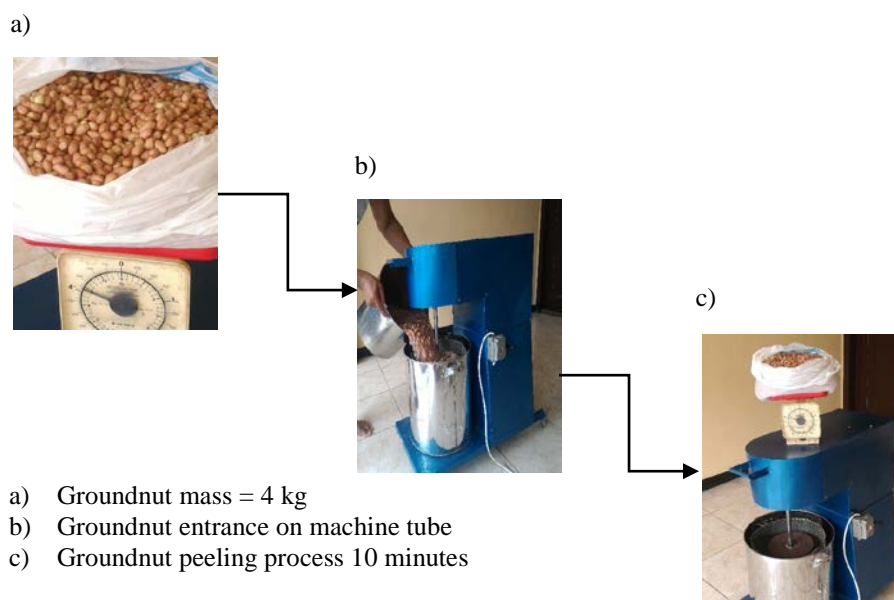 a)
b)
c)
a) Groundnut mass = 4 kg
b) Groundnut entrance on machine tube
c) Groundnut peeling process 10 minutes